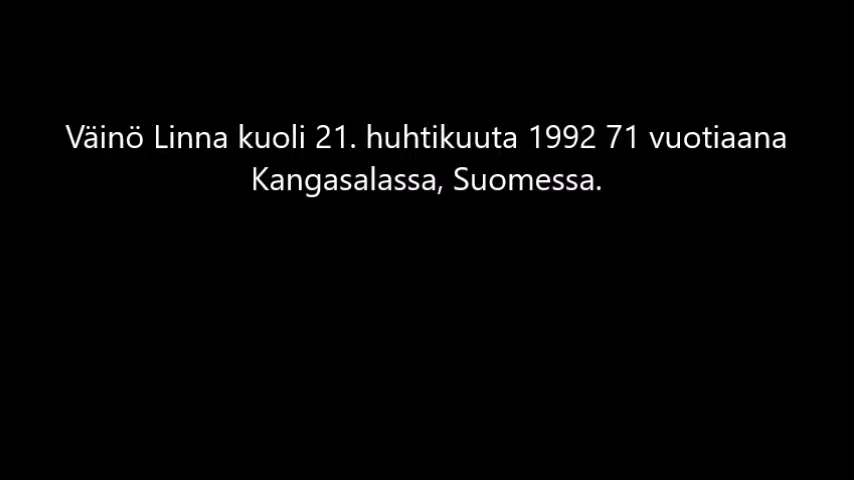 Väinö Linna kuoli 21. huhtikuuta 1992 71 vuotiaana
Kangasalassa, Suomessa.